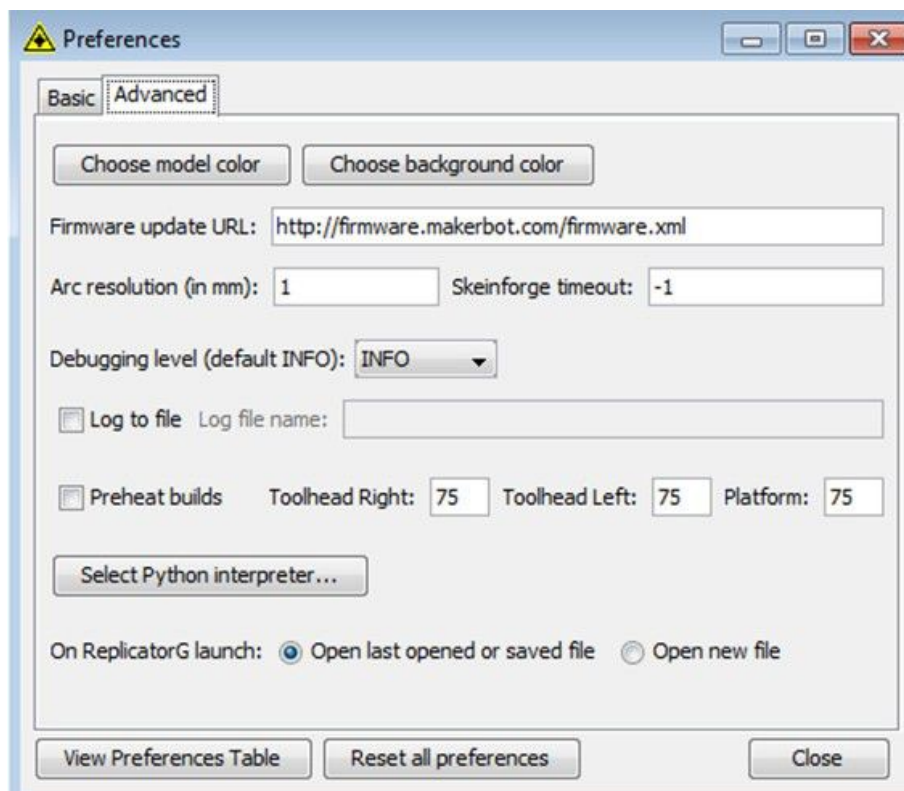 Preferences
Basic Advanced
Choose model color Choose background color
Firmware update URL: http://firmware.makerbot.com/firmware.xml
Arc resolution (in mm): 1 Skeinforge timeout: -1
Debugging level (default INFO): INFO
Log to file Log file name:
Preheat builds Toolhead Right: 75 Toolhead Left: 75 Platform: 75
Select Python interpreter...
On ReplicatorG launch: Open last opened or saved file Open new file
View Preferences Table Reset all preferences Close